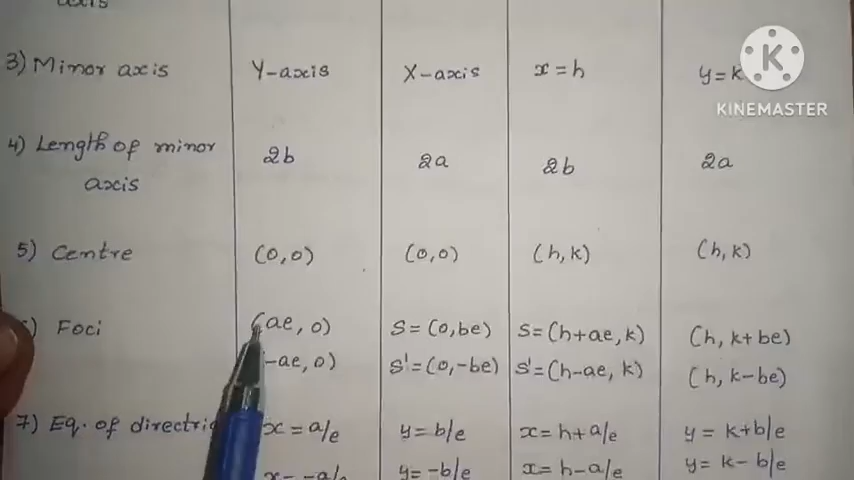 axis
3) Minor axis Y-axis X-axis x=h y=k
KINEMASTER
4) Length of minor 2b 2a 2b 2a
axis
5) Centre (0,0) (0,0) (h,k) (h,k)
) Foci (ae, 0) S=(0,be) S=(h+ae, k) (h, k+be)
-ae, 0) S'=(0,-be) S'=(h-ae, k) (h, k-be)
7) Eq. of directri x = a/e y = b/e x = h+a/e y = k+b/e
x = -a/ y = -b/e x = h-a/e y = k-b/e